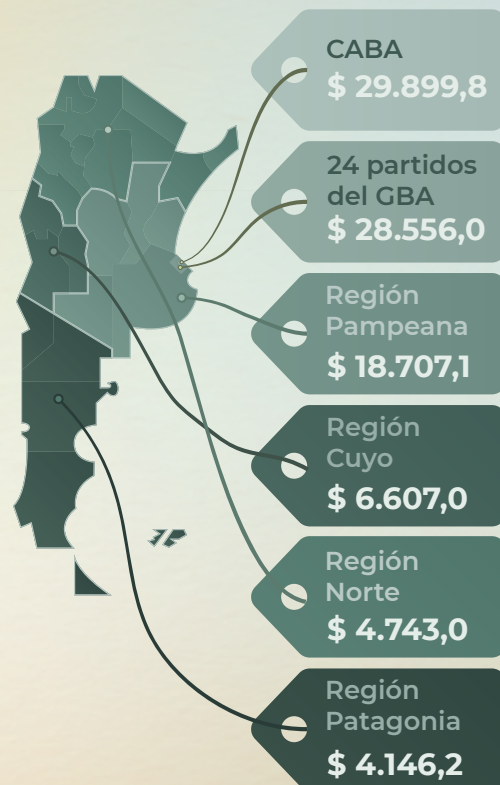 CABA
$ 29.899,8
24 partidos
del GBA
$ 28.556,0
Región
Pampeana
$ 18.707,1
Región
Cuyo
$ 6.607,0
Región
Norte
$ 4.743,0
Región
Patagonia
$ 4.146,2